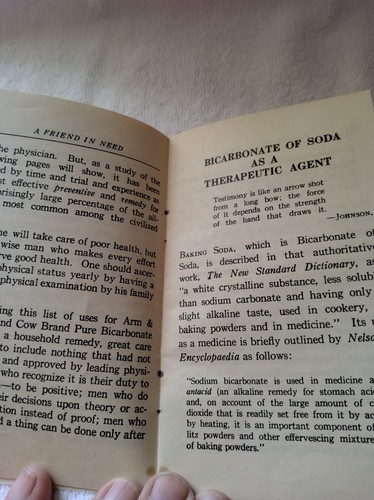 A FRIEND IN NEED
the physician. But, as a study of the
wing pages will show, it has been
ed by time and trial and experience as
st effective preventive and remedy for
prisingly large percentage of the ail-
most common among the civilized
ne will take care of poor health, but
wise man who makes every effort
rve good health. One should ascer-
physical status yearly by having a
physical examination by his family
ing this list of uses for Arm &
nd Cow Brand Pure Bicarbonate
a household remedy, great care
to include nothing that had not
and approved by leading physi-
who recognize it is their duty to
—to be positive; men who do
eir decisions upon theory or ac-
tion instead of proof; men who
d a thing can be done only after
BICARBONATE OF SODA
AS A
THERAPEUTIC AGENT
Testimony is like an arrow shot
from a long bow; the force
of it depends on the strength
of the hand that draws it.
—JOHNSON.
BAKING SODA, which is Bicarbonate of
Soda, is described in that authoritative
work, The New Standard Dictionary, as
"a white crystalline substance, less solubl
than sodium carbonate and having only
slight alkaline taste, used in cookery,
baking powders and in medicine." Its u
as a medicine is briefly outlined by Nelso
Encyclopaedia as follows:
"Sodium bicarbonate is used in medicine a
antacid (an alkaline remedy for stomach acid
and, on account of the large amount of c
dioxide that is readily set free from it by ac
by heating, it is an important component of
litz powders and other effervescing mixture
of baking powders."